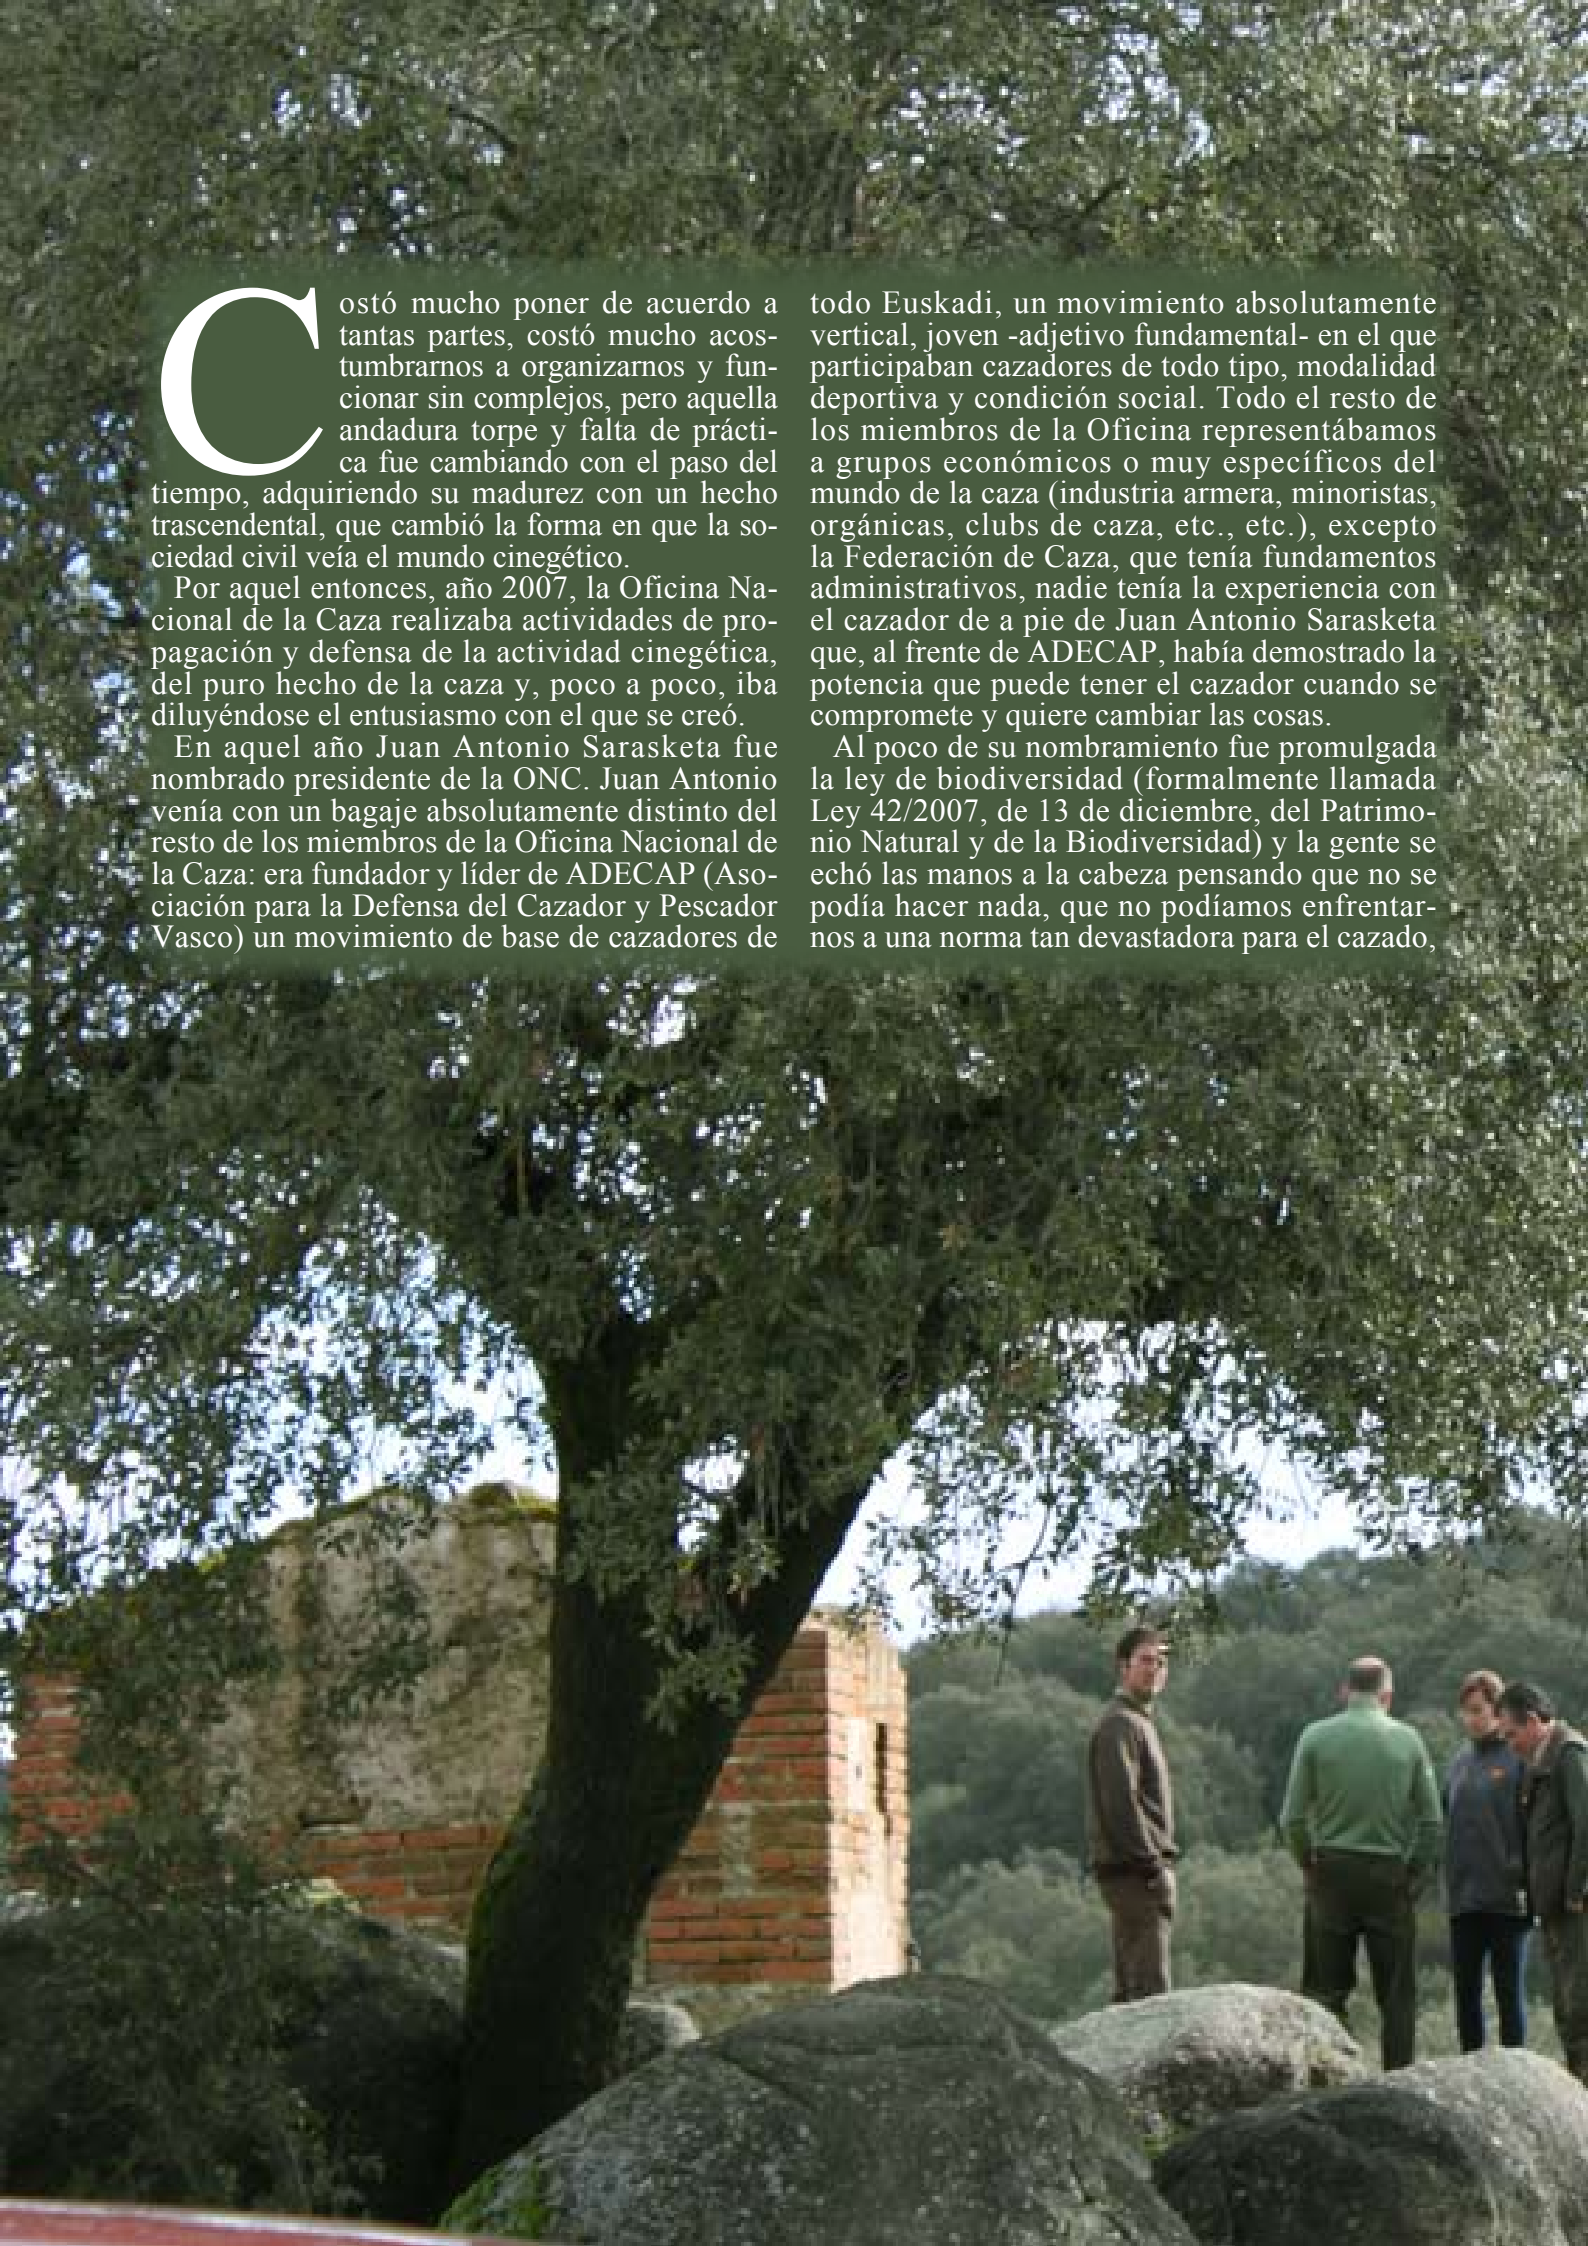 Costó mucho poner de acuerdo a
tantas partes, costó mucho acos-
tumbrarnos a organizarnos y fun-
cionar sin complejos, pero aquella
andadura torpe y falta de prácti-
ca fue cambiando con el paso del
tiempo, adquiriendo su madurez con un hecho
trascendental, que cambió la forma en que la so-
ciedad civil veía el mundo cinegético.
Por aquel entonces, año 2007, la Oficina Na-
cional de la Caza realizaba actividades de pro-
pagación y defensa de la actividad cinegética,
del puro hecho de la caza y, poco a poco, iba
diluyéndose el entusiasmo con el que se creó.
En aquel año Juan Antonio Sarasketa fue
nombrado presidente de la ONC. Juan Antonio
venía con un bagaje absolutamente distinto del
resto de los miembros de la Oficina Nacional de
la Caza: era fundador y líder de ADECAP (Aso-
ciación para la Defensa del Cazador y Pescador
Vasco) un movimiento de base de cazadores de
todo Euskadi, un movimiento absolutamente
vertical, joven -adjetivo fundamental- en el que
participaban cazadores de todo tipo, modalidad
deportiva y condición social. Todo el resto de
los miembros de la Oficina representábamos
a grupos económicos o muy específicos del
mundo de la caza (industria armera, minoristas,
orgánicas, clubs de caza, etc., etc.), excepto
la Federación de Caza, que tenía fundamentos
administrativos, nadie tenía la experiencia con
el cazador de a pie de Juan Antonio Sarasketa
que, al frente de ADECAP, había demostrado la
potencia que puede tener el cazador cuando se
compromete y quiere cambiar las cosas.
Al poco de su nombramiento fue promulgada
la ley de biodiversidad (formalmente llamada
Ley 42/2007, de 13 de diciembre, del Patrimo-
nio Natural y de la Biodiversidad) y la gente se
echó las manos a la cabeza pensando que no se
podía hacer nada, que no podíamos enfrentar-
nos a una norma tan devastadora para el cazado,